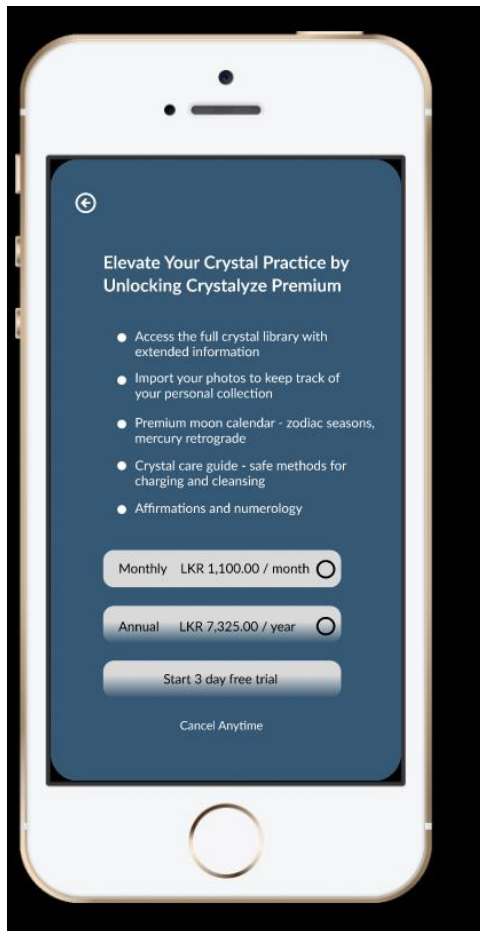 Elevate Your Crystal Practice by
Unlocking Crystalyze Premium
Access the full crystal library with
extended information
Import your photos to keep track of
your personal collection
Premium moon calendar - zodiac seasons,
mercury retrograde
Crystal care guide - safe methods for
charging and cleansing
Affirmations and numerology
Monthly LKR 1,100.00 / month
Annual LKR 7,325.00 / year
Start 3 day free trial
Cancel Anytime